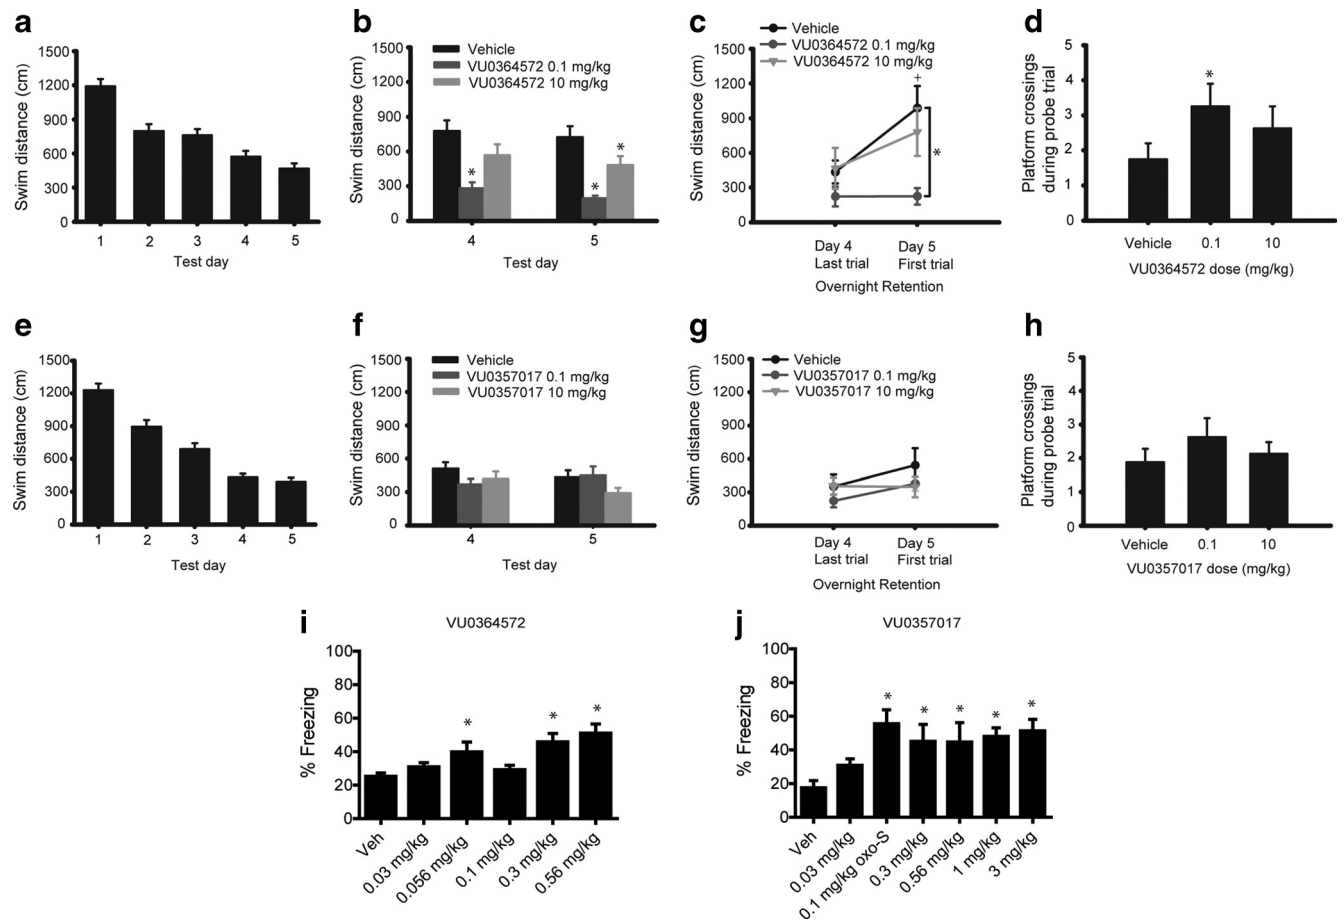 a
1500
1200
900
600
300
0
Swim distance (cm)
1 2 3 4 5
Test day
b
Vehicle
VU0364572 0.1 mg/kg
VU0364572 10 mg/kg
1500
1200
900
600
300
0
Swim distance (cm)
* * *
4 5
Test day
c
Vehicle
VU0364572 0.1 mg/kg
VU0364572 10 mg/kg
1500
1200
900
600
300
0
Swim distance (cm)
+
*
Day 4 Day 5
Last trial First trial
Overnight Retention
d
5
4
3
2
1
0
Platform crossings
during probe trial
*
Vehicle 0.1 10
VU0364572 dose (mg/kg)
e
1500
1200
900
600
300
0
Swim distance (cm)
1 2 3 4 5
Test day
f
Vehicle
VU0357017 0.1 mg/kg
VU0357017 10 mg/kg
1500
1200
900
600
300
0
Swim distance (cm)
4 5
Test day
g
Vehicle
VU0357017 0.1 mg/kg
VU0357017 10 mg/kg
1500
1200
900
600
300
0
Swim distance (cm)
Day 4 Day 5
Last trial First trial
Overnight Retention
h
5
4
3
2
1
0
Platform crossings
during probe trial
Vehicle 0.1 10
VU0357017 dose (mg/kg)
i
VU0364572
100
80
60
40
20
0
% Freezing
* * *
Veh
0.03 mg/kg
0.056 mg/kg
0.1 mg/kg
0.3 mg/kg
0.56 mg/kg
j
VU0357017
100
80
60
40
20
0
% Freezing
* * * * *
Veh
0.03 mg/kg
0.1 mg/kg oxo-S
0.3 mg/kg
0.56 mg/kg
1 mg/kg
3 mg/kg